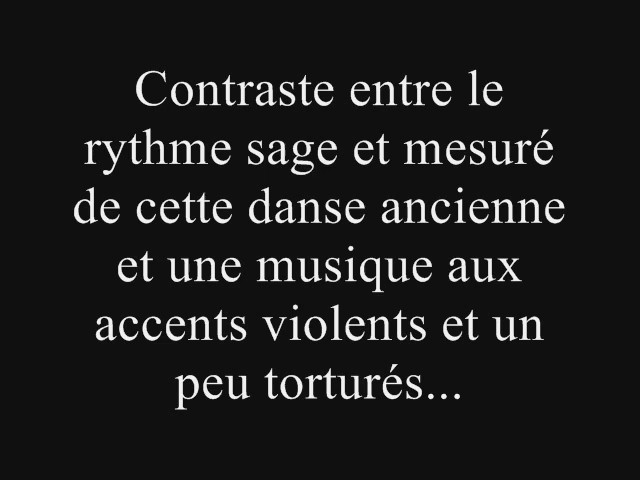 Contraste entre le
rythme sage et mesuré
de cette danse ancienne
et une musique aux
accents violents et un
peu torturés...